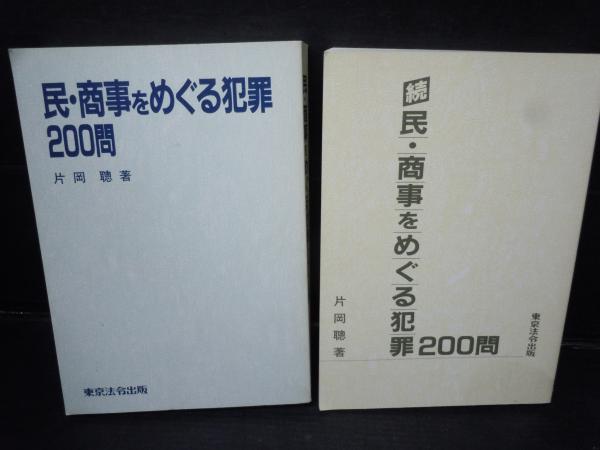 民・商事をめぐる犯罪
200問
片岡 聰著
東京法令出版
続
民・商事をめぐる犯罪200問
片岡聰著
東京法令出版